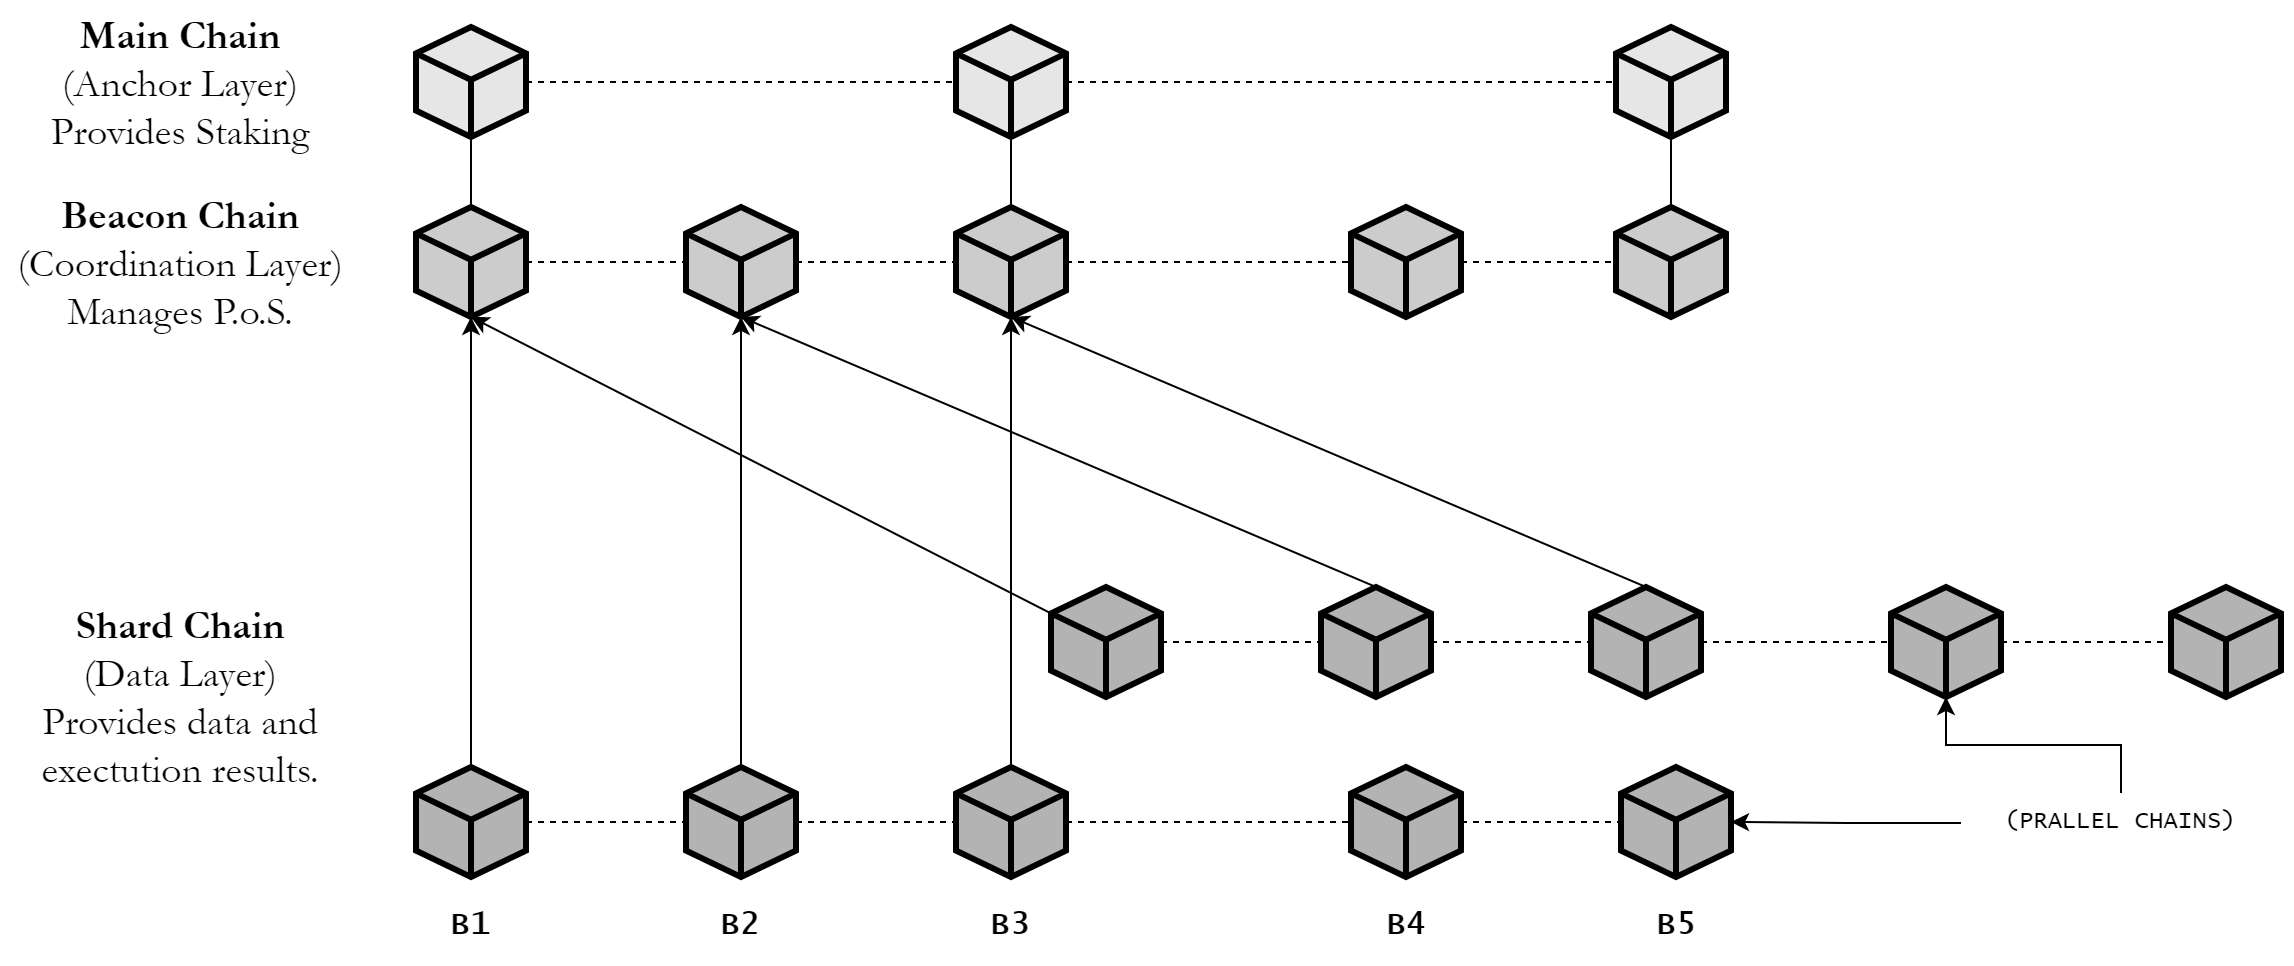 Main Chain
(Anchor Layer)
Provides Staking
Beacon Chain
(Coordination Layer)
Manages P.o.S.
Shard Chain
(Data Layer)
Provides data and
exectution results.
(PRALLEL CHAINS)
B1 B2 B3 B4 B5